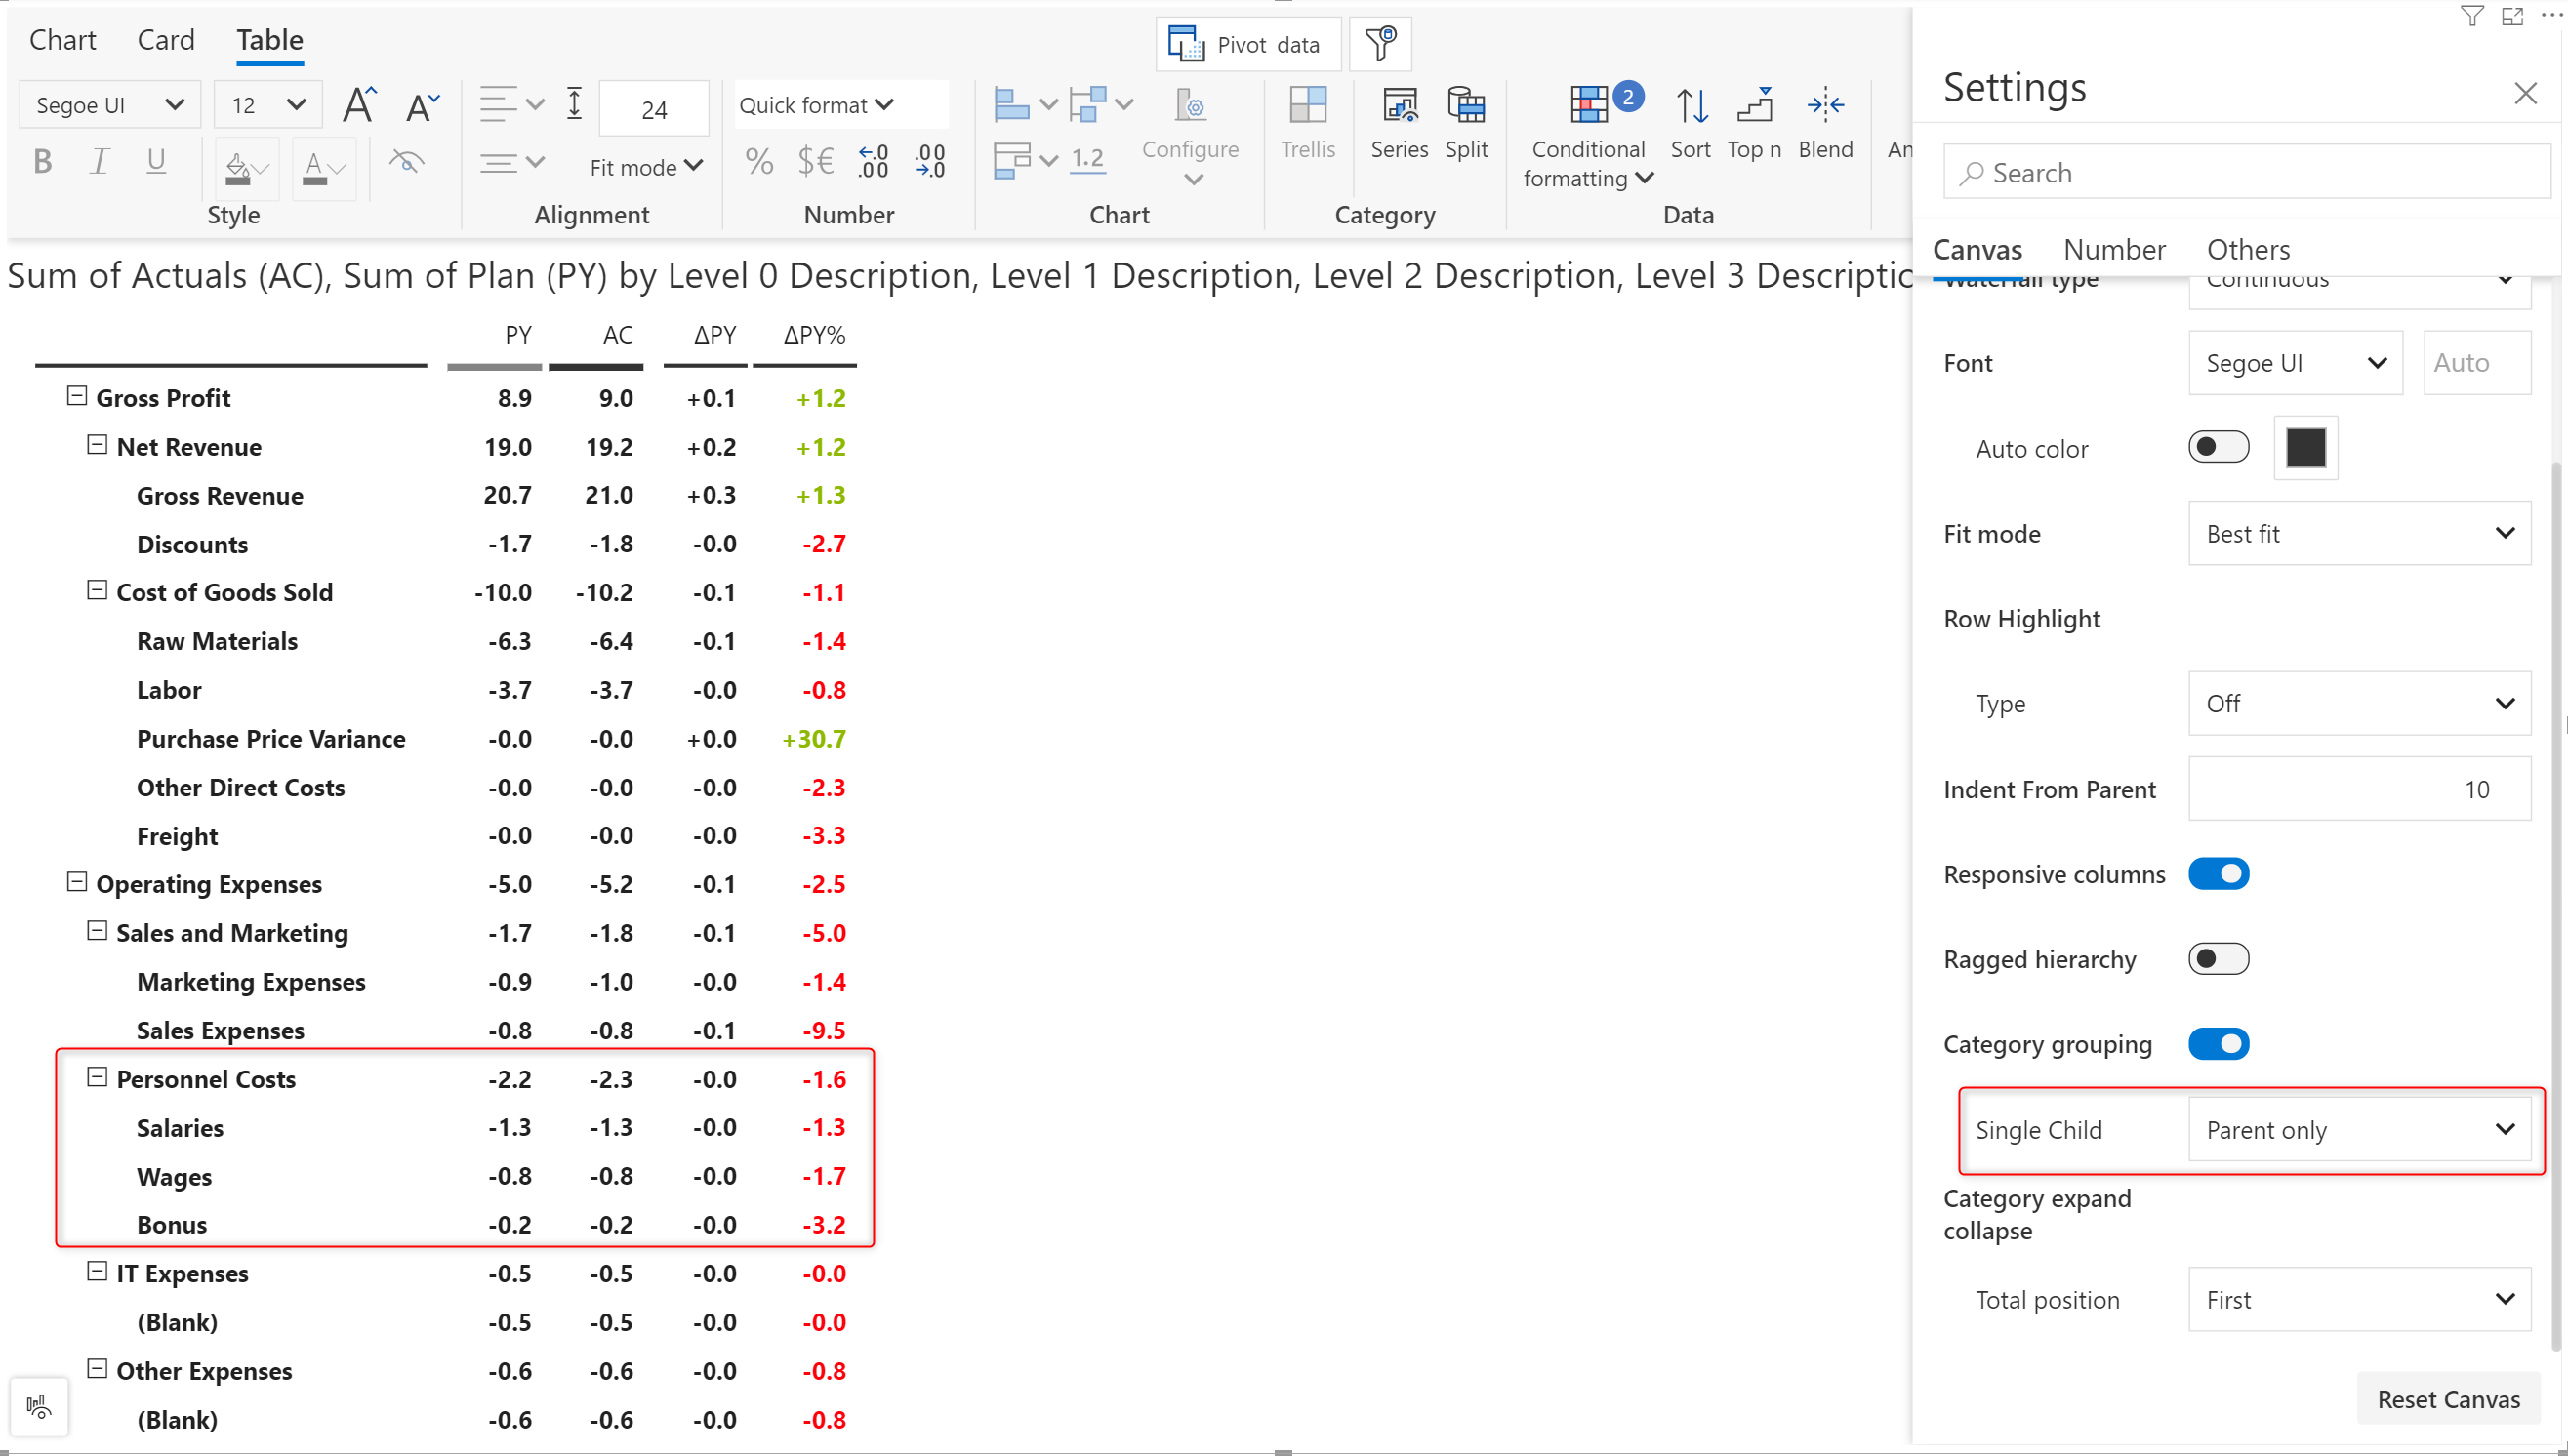 Chart Card Table
Pivot data
Segoe UI 12 A A 24 Quick format
B I U A Fit mode % $€ 1.2 Configure Trellis Series Split Conditional formatting 2 Sort Top n Blend An
Style Alignment Number Chart Category Data
Sum of Actuals (AC), Sum of Plan (PY) by Level 0 Description, Level 1 Description, Level 2 Description, Level 3 Descriptio
PY AC ΔPY ΔPY%
Gross Profit 8.9 9.0 +0.1 +1.2
Net Revenue 19.0 19.2 +0.2 +1.2
Gross Revenue 20.7 21.0 +0.3 +1.3
Discounts -1.7 -1.8 -0.0 -2.7
Cost of Goods Sold -10.0 -10.2 -0.1 -1.1
Raw Materials -6.3 -6.4 -0.1 -1.4
Labor -3.7 -3.7 -0.0 -0.8
Purchase Price Variance -0.0 -0.0 +0.0 +30.7
Other Direct Costs -0.0 -0.0 -0.0 -2.3
Freight -0.0 -0.0 -0.0 -3.3
Operating Expenses -5.0 -5.2 -0.1 -2.5
Sales and Marketing -1.7 -1.8 -0.1 -5.0
Marketing Expenses -0.9 -1.0 -0.0 -1.4
Sales Expenses -0.8 -0.8 -0.1 -9.5
Personnel Costs -2.2 -2.3 -0.0 -1.6
Salaries -1.3 -1.3 -0.0 -1.3
Wages -0.8 -0.8 -0.0 -1.7
Bonus -0.2 -0.2 -0.0 -3.2
IT Expenses -0.5 -0.5 -0.0 -0.0
(Blank) -0.5 -0.5 -0.0 -0.0
Other Expenses -0.6 -0.6 -0.0 -0.8
(Blank) -0.6 -0.6 -0.0 -0.8
Settings
Search
Canvas Number Others
Waterfall type Continuous
Font Segoe UI Auto
Auto color
Fit mode Best fit
Row Highlight
Type Off
Indent From Parent 10
Responsive columns
Ragged hierarchy
Category grouping
Single Child Parent only
Category expand
collapse
Total position First
Reset Canvas